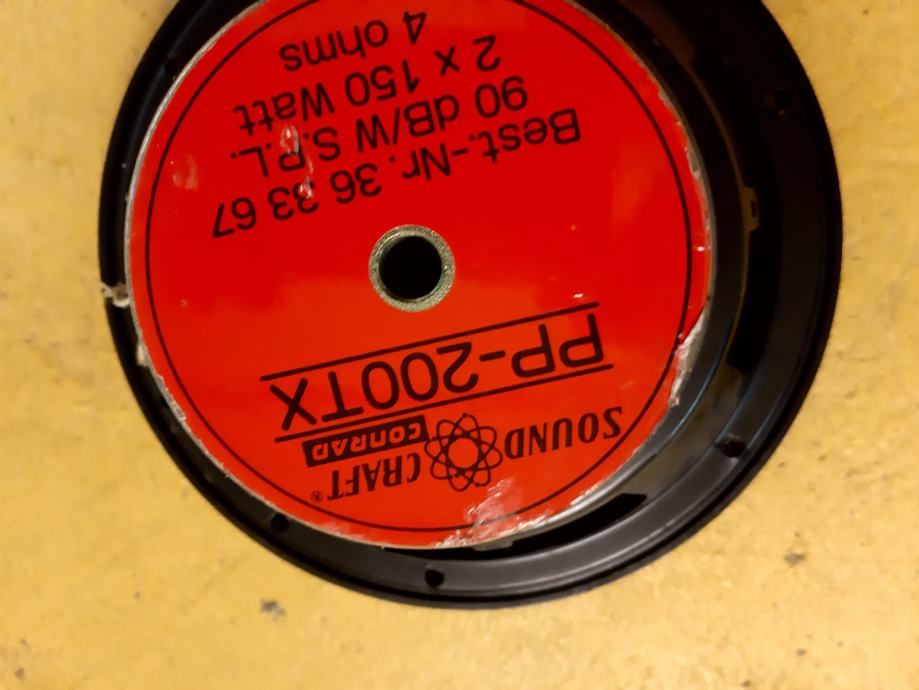 SOUND CRAFT®
CONRAD
PP-200TX
Best.-Nr. 36 33 67
90 dB/W S.P.L.
2 x 150 Watt
4 ohms